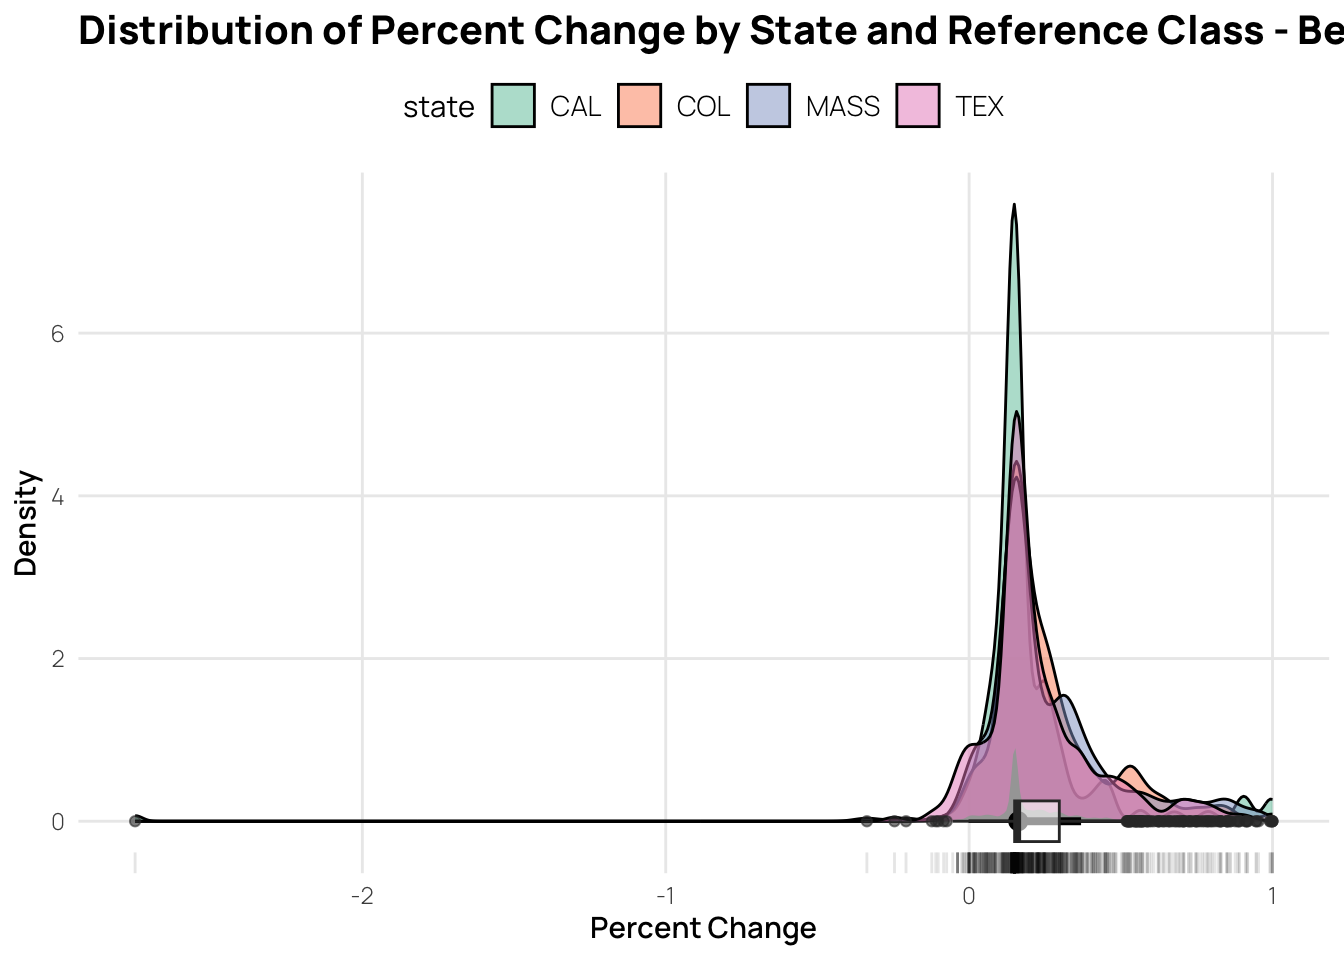 Distribution of Percent Change by State and Reference Class - Be
state CAL COL MASS TEX
6
4
2
0
Density
-2 -1 0 1
Percent Change